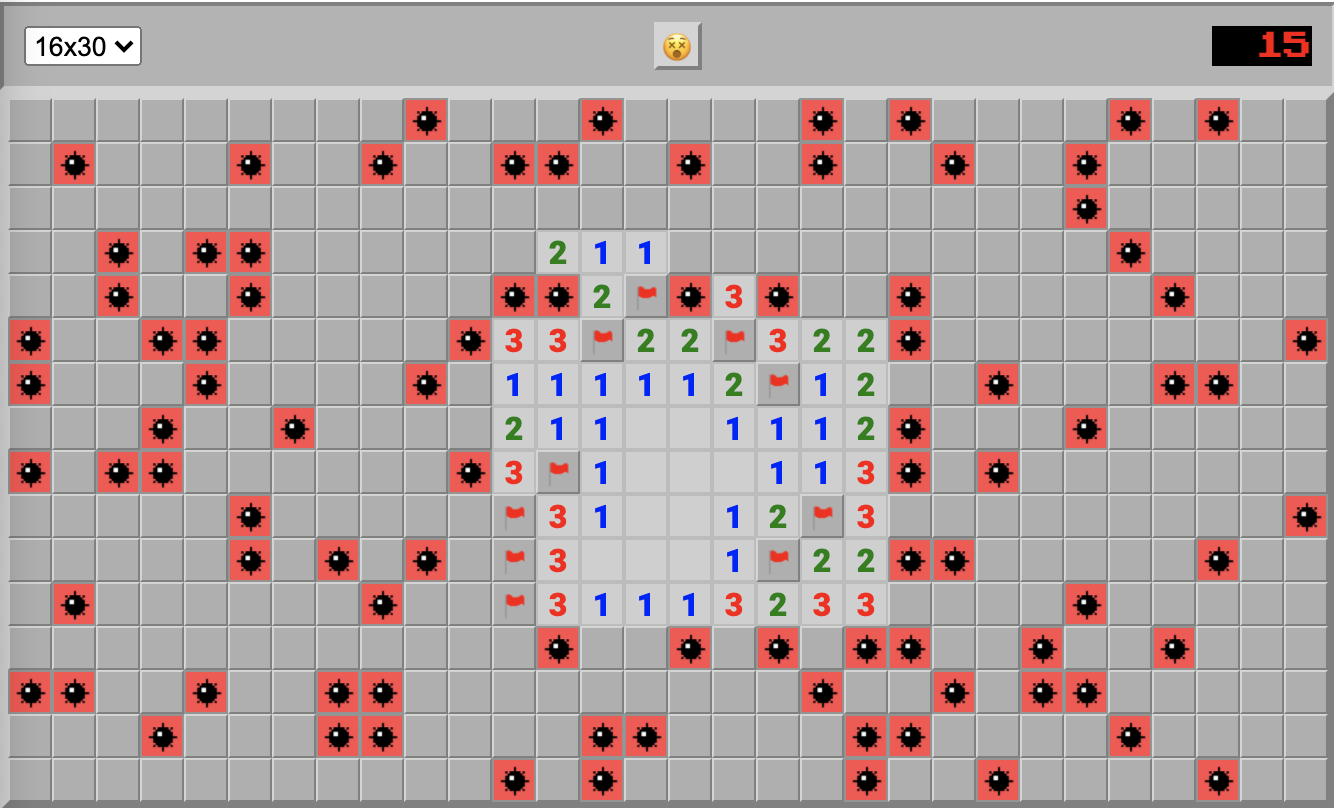 16x30 15
2 1 1
2 3
3 3 2 2 3 2 2
1 1 1 1 1 2 1 2
2 1 1 1 1 1 2
3 1 1 1 3
3 1 1 2 3
3 1 2 2
3 1 1 1 3 2 3 3